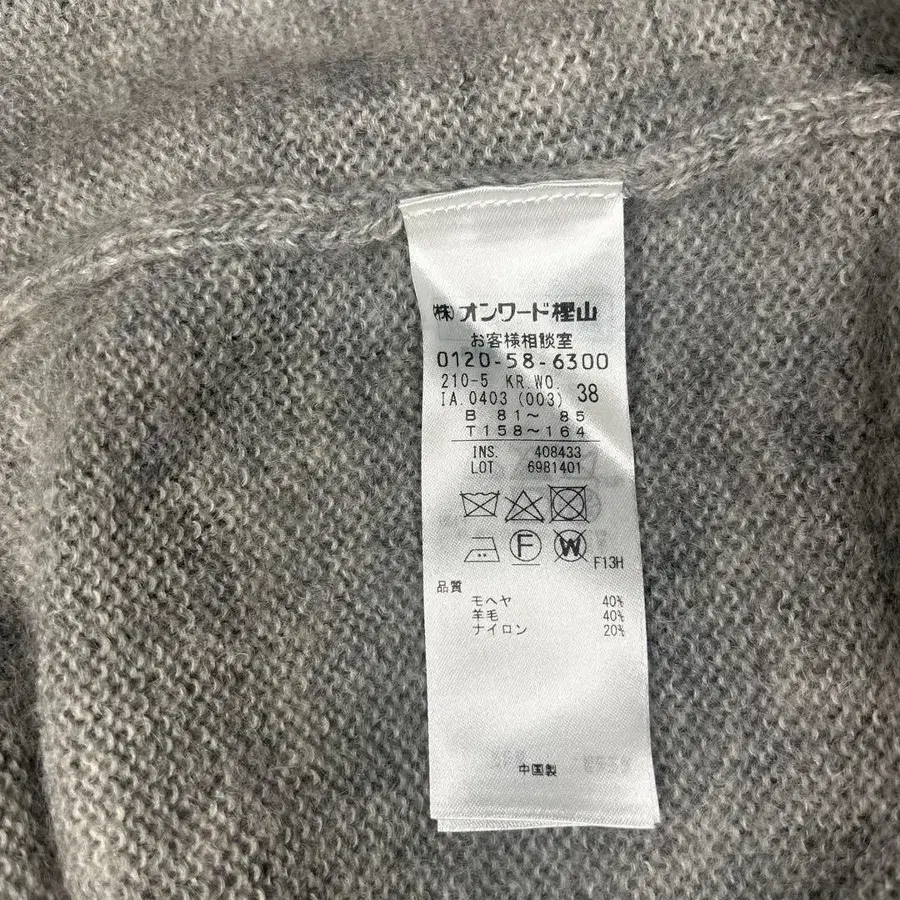 ㈱オンワード樫山
お客様相談室
0120-58-6300
210-5 KR.WO.
IA.0403 (003) 38
B 81～ 85
T158～164
INS. 408433
LOT 6981401
F W F13H
品質
モヘヤ 40%
羊毛 40%
ナイロン 20%
中国製